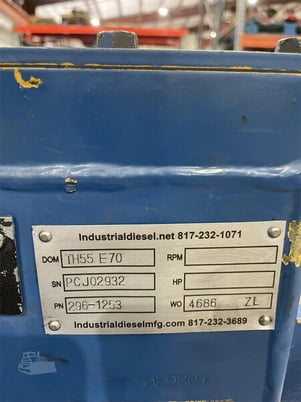 Industrialdiesel.net 817-232-1071
DOM TH55 E70 RPM
SN PCJ02932 HP
PN 296-1253 WO 4686 ZL
Industrialdieselmfg.com 817-232-3689